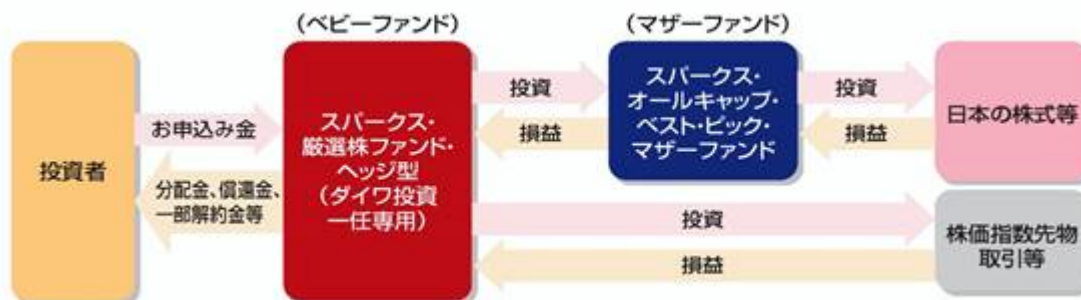 (ベビーファンド)
(マザーファンド)
投資者
お申込み金
分配金、償還金、
一部解約金等
スパークス・
厳選株ファンド・
ヘッジ型
(ダイワ投資
一任専用)
投資
損益
スパークス・
オールキャップ・
ベスト・ピック・
マザーファンド
投資
損益
日本の株式等
投資
損益
株価指数先物
取引等